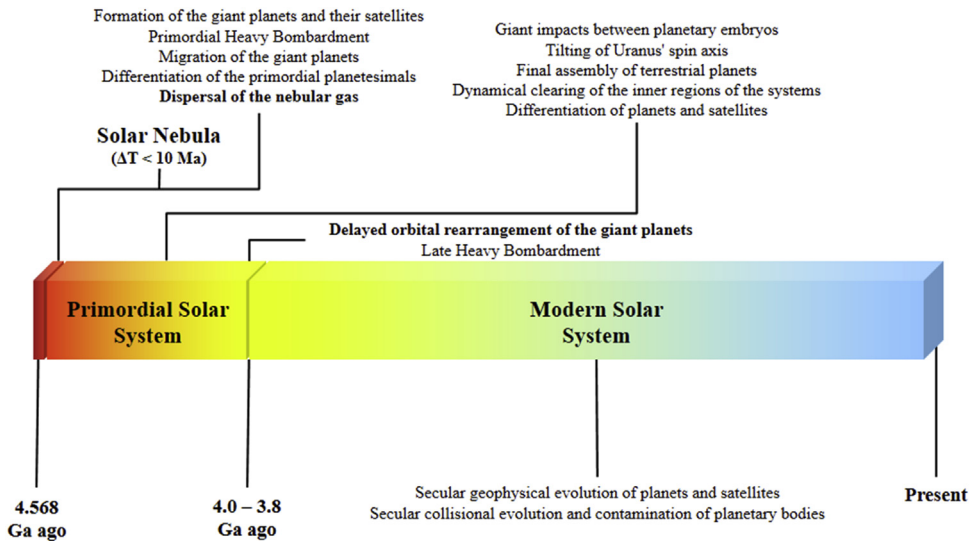 Formation of the giant planets and their satellites
Primordial Heavy Bombardment
Migration of the giant planets
Differentiation of the primordial planetesimals
Dispersal of the nebular gas
Giant impacts between planetary embryos
Tilting of Uranus' spin axis
Final assembly of terrestrial planets
Dynamical clearing of the inner regions of the systems
Differentiation of planets and satellites
Solar Nebula
(ΔT < 10 Ma)
Delayed orbital rearrangement of the giant planets
Late Heavy Bombardment
Primordial Solar
System
Modern Solar
System
4.568
Ga ago
4.0 – 3.8
Ga ago
Secular geophysical evolution of planets and satellites
Secular collisional evolution and contamination of planetary bodies
Present